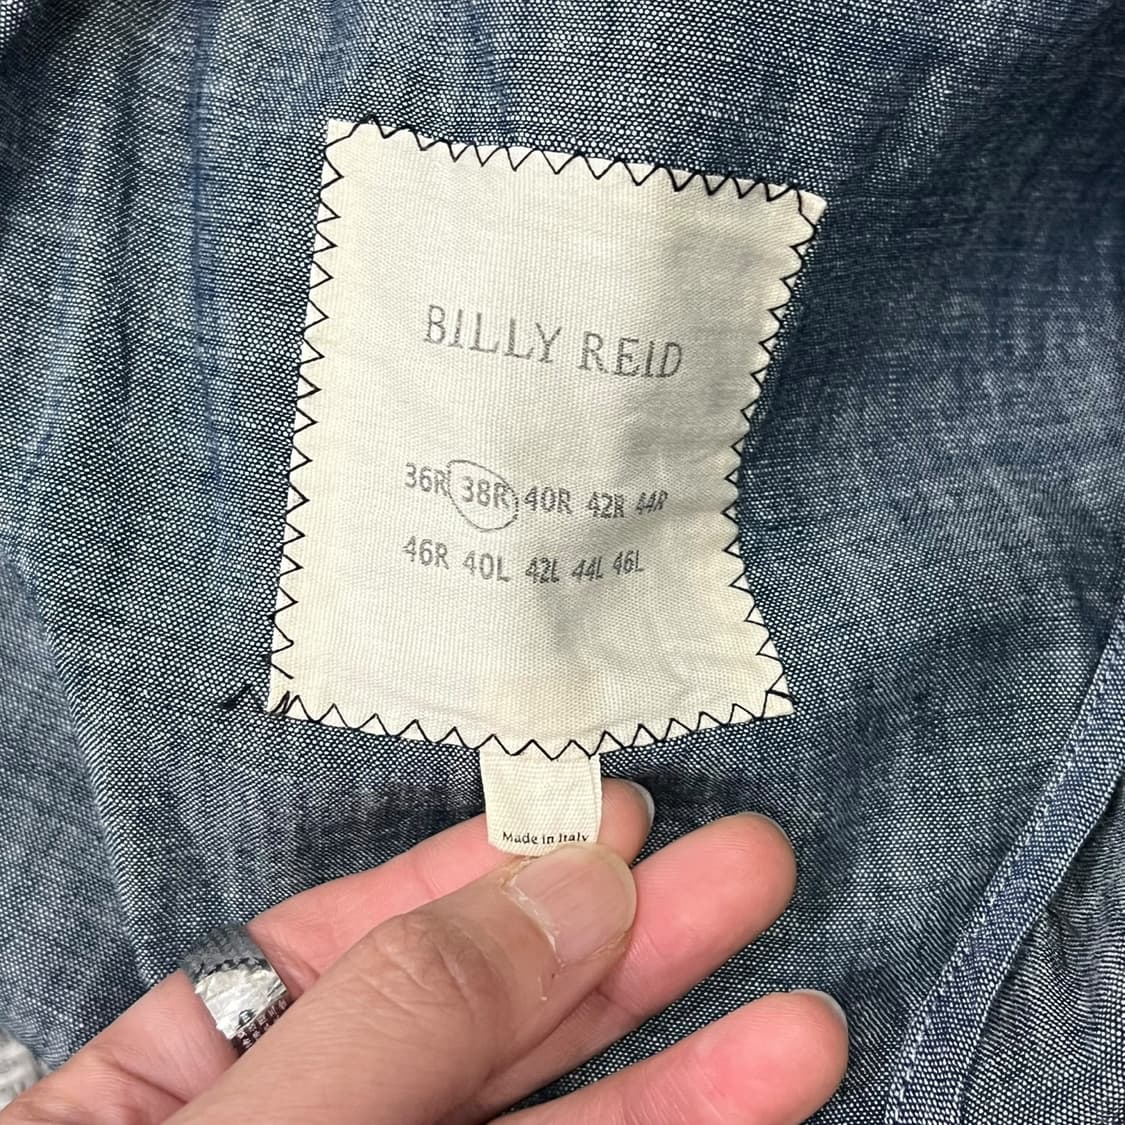 BILLY REID
36R 38R 40R 42R 44R
46R 40L 42L 44L 46L
Made in Italy